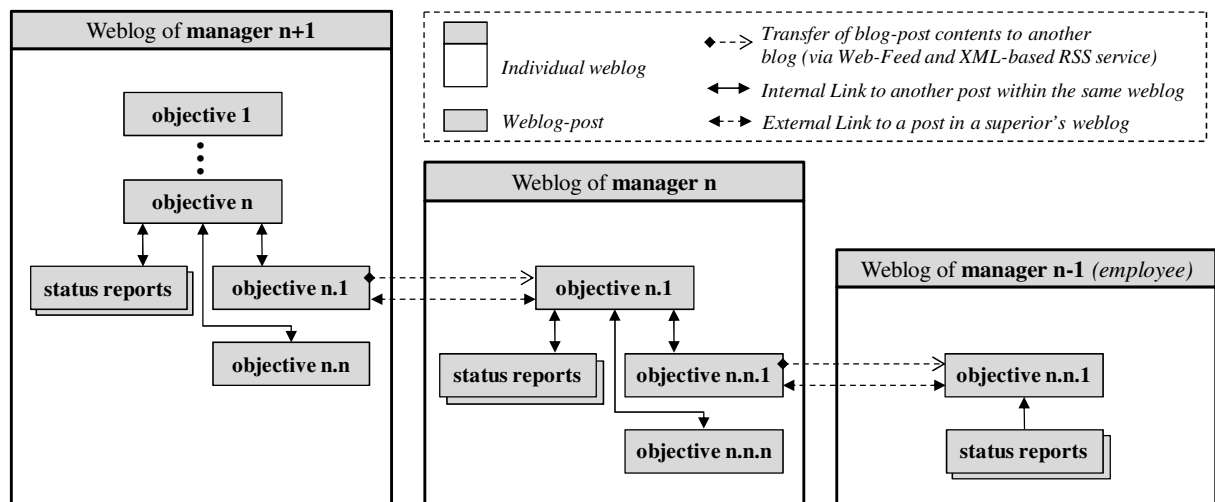 Weblog of manager n+1
objective 1
objective n
status reports
objective n.1
objective n.n
Individual weblog
Weblog-post
Transfer of blog-post contents to another
blog (via Web-Feed and XML-based RSS service)
Internal Link to another post within the same weblog
External Link to a post in a superior's weblog
Weblog of manager n
objective n.1
status reports
objective n.n.1
objective n.n.n
Weblog of manager n-1 (employee)
objective n.n.1
status reports